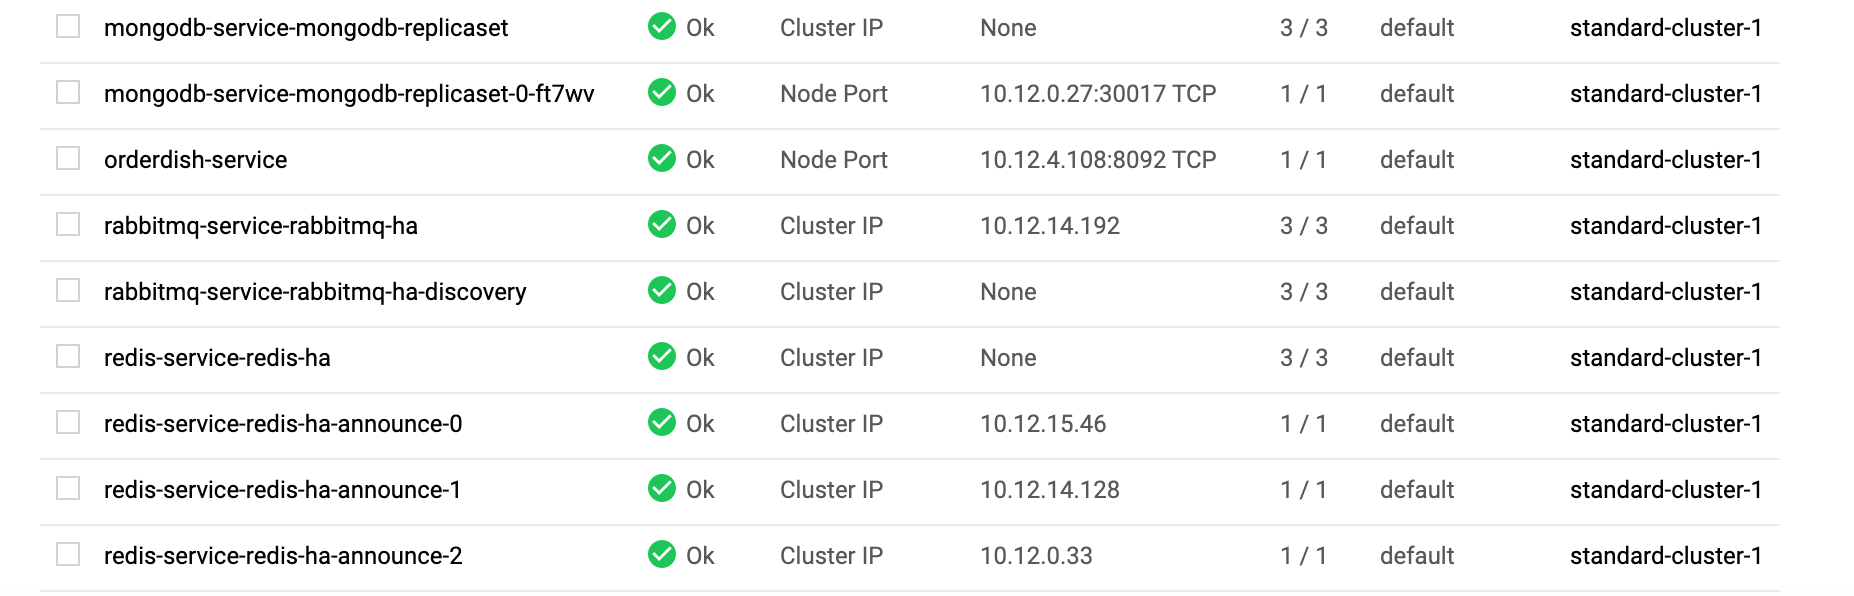 mongodb-service-mongodb-replicaset Ok Cluster IP None 3 / 3 default standard-cluster-1
mongodb-service-mongodb-replicaset-0-ft7wv Ok Node Port 10.12.0.27:30017 TCP 1 / 1 default standard-cluster-1
orderdish-service Ok Node Port 10.12.4.108:8092 TCP 1 / 1 default standard-cluster-1
rabbitmq-service-rabbitmq-ha Ok Cluster IP 10.12.14.192 3 / 3 default standard-cluster-1
rabbitmq-service-rabbitmq-ha-discovery Ok Cluster IP None 3 / 3 default standard-cluster-1
redis-service-redis-ha Ok Cluster IP None 3 / 3 default standard-cluster-1
redis-service-redis-ha-announce-0 Ok Cluster IP 10.12.15.46 1 / 1 default standard-cluster-1
redis-service-redis-ha-announce-1 Ok Cluster IP 10.12.14.128 1 / 1 default standard-cluster-1
redis-service-redis-ha-announce-2 Ok Cluster IP 10.12.0.33 1 / 1 default standard-cluster-1